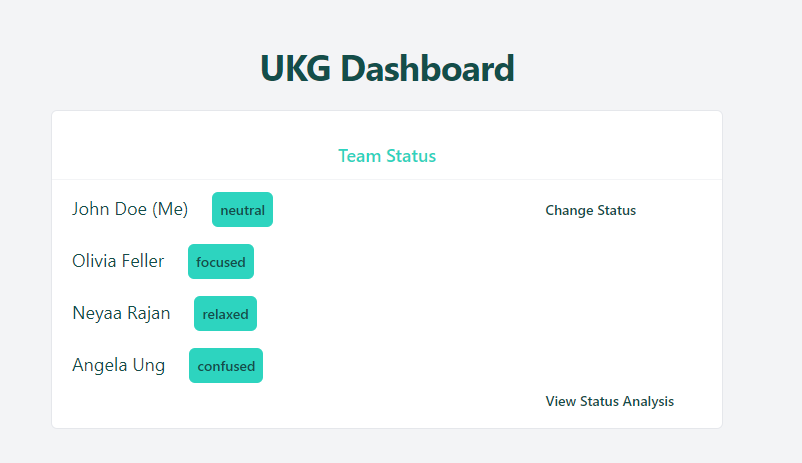 UKG Dashboard
Team Status
John Doe (Me) neutral Change Status
Olivia Feller focused
Neyaa Rajan relaxed
Angela Ung confused
View Status Analysis